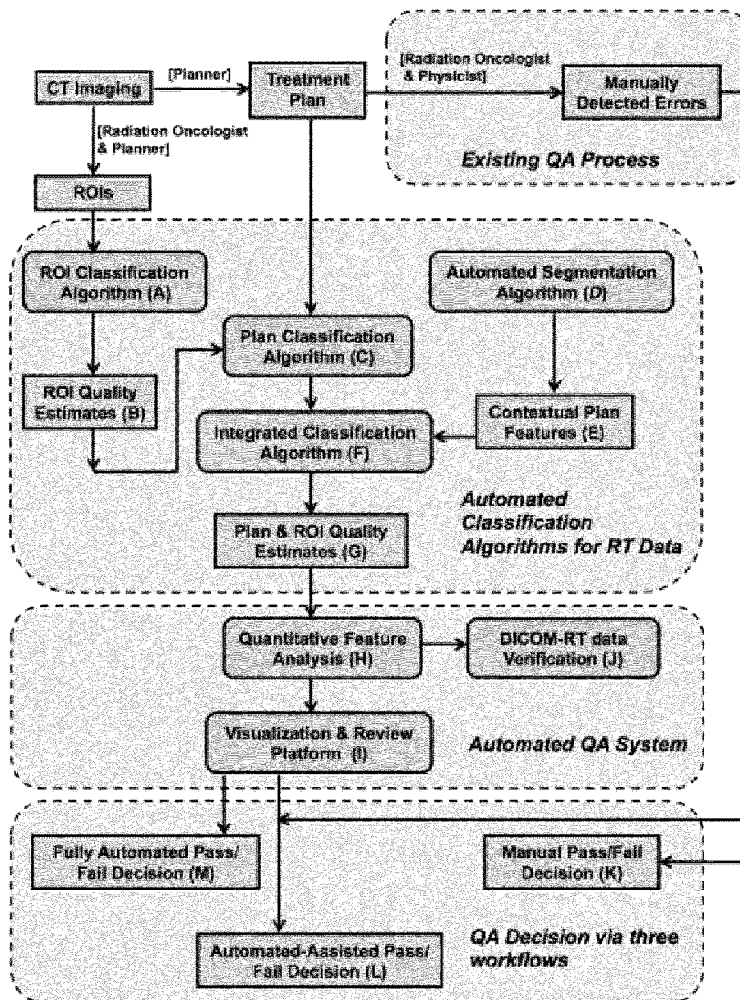 CT Imaging
[Planner]
Treatment
Plan
[Radiation Oncologist
& Physicist]
Manually
Detected Errors
Existing QA Process
[Radiation Oncologist
& Planner]
ROIs
ROI Classification
Algorithm (A)
Automated Segmentation
Algorithm (D)
Plan Classification
Algorithm (C)
ROI Quality
Estimates (B)
Contextual Plan
Features (E)
Integrated Classification
Algorithm (F)
Plan & ROI Quality
Estimates (G)
Automated
Classification
Algorithms for RT Data
Quantitative Feature
Analysis (H)
DICOM-RT data
Verification (J)
Visualization & Review
Platform (I)
Automated QA System
Fully Automated Pass/
Fail Decision (M)
Manual Pass/Fail
Decision (K)
Automated-Assisted Pass/
Fail Decision (L)
QA Decision via three
workflows